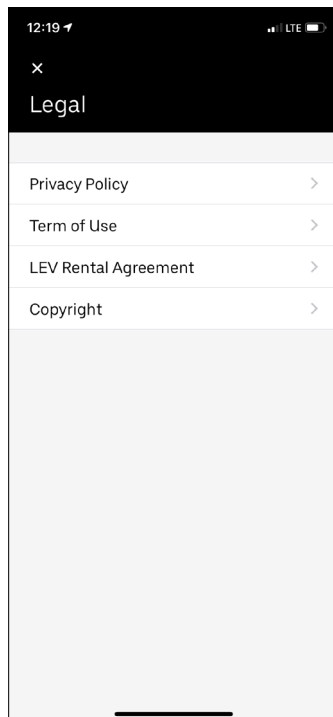 12:19
LTE
Legal
Privacy Policy
Term of Use
LEV Rental Agreement
Copyright